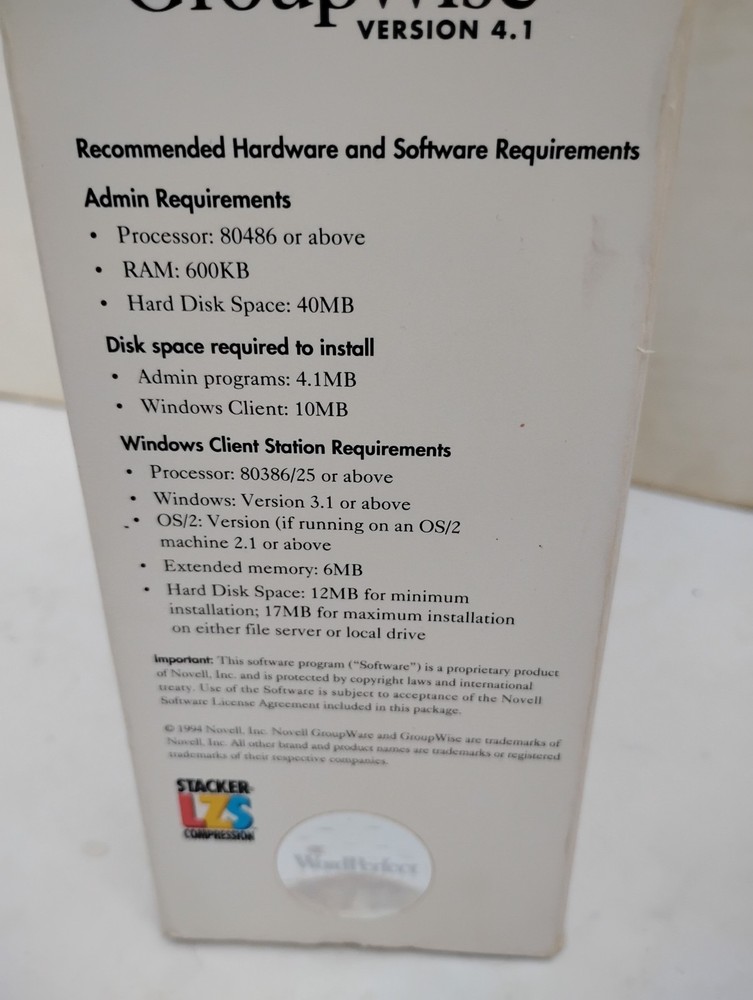 GroupWise
VERSION 4.1
Recommended Hardware and Software Requirements
Admin Requirements
• Processor: 80486 or above
• RAM: 600KB
• Hard Disk Space: 40MB
Disk space required to install
• Admin programs: 4.1MB
• Windows Client: 10MB
Windows Client Station Requirements
• Processor: 80386/25 or above
• Windows: Version 3.1 or above
• OS/2: Version (if running on an OS/2
machine 2.1 or above
• Extended memory: 6MB
• Hard Disk Space: 12MB for minimum
installation; 17MB for maximum installation
on either file server or local drive
Important: This software program ("Software") is a proprietary product
of Novell, Inc. and is protected by copyright laws and international
treaty. Use of the Software is subject to acceptance of the Novell
Software License Agreement included in this package.
© 1994 Novell, Inc. Novell GroupWare and GroupWise are trademarks of
Novell, Inc. All other brand and product names are trademarks or registered
trademarks of their respective companies.
STACKER
LZS
COMPRESSION
WordPerfect